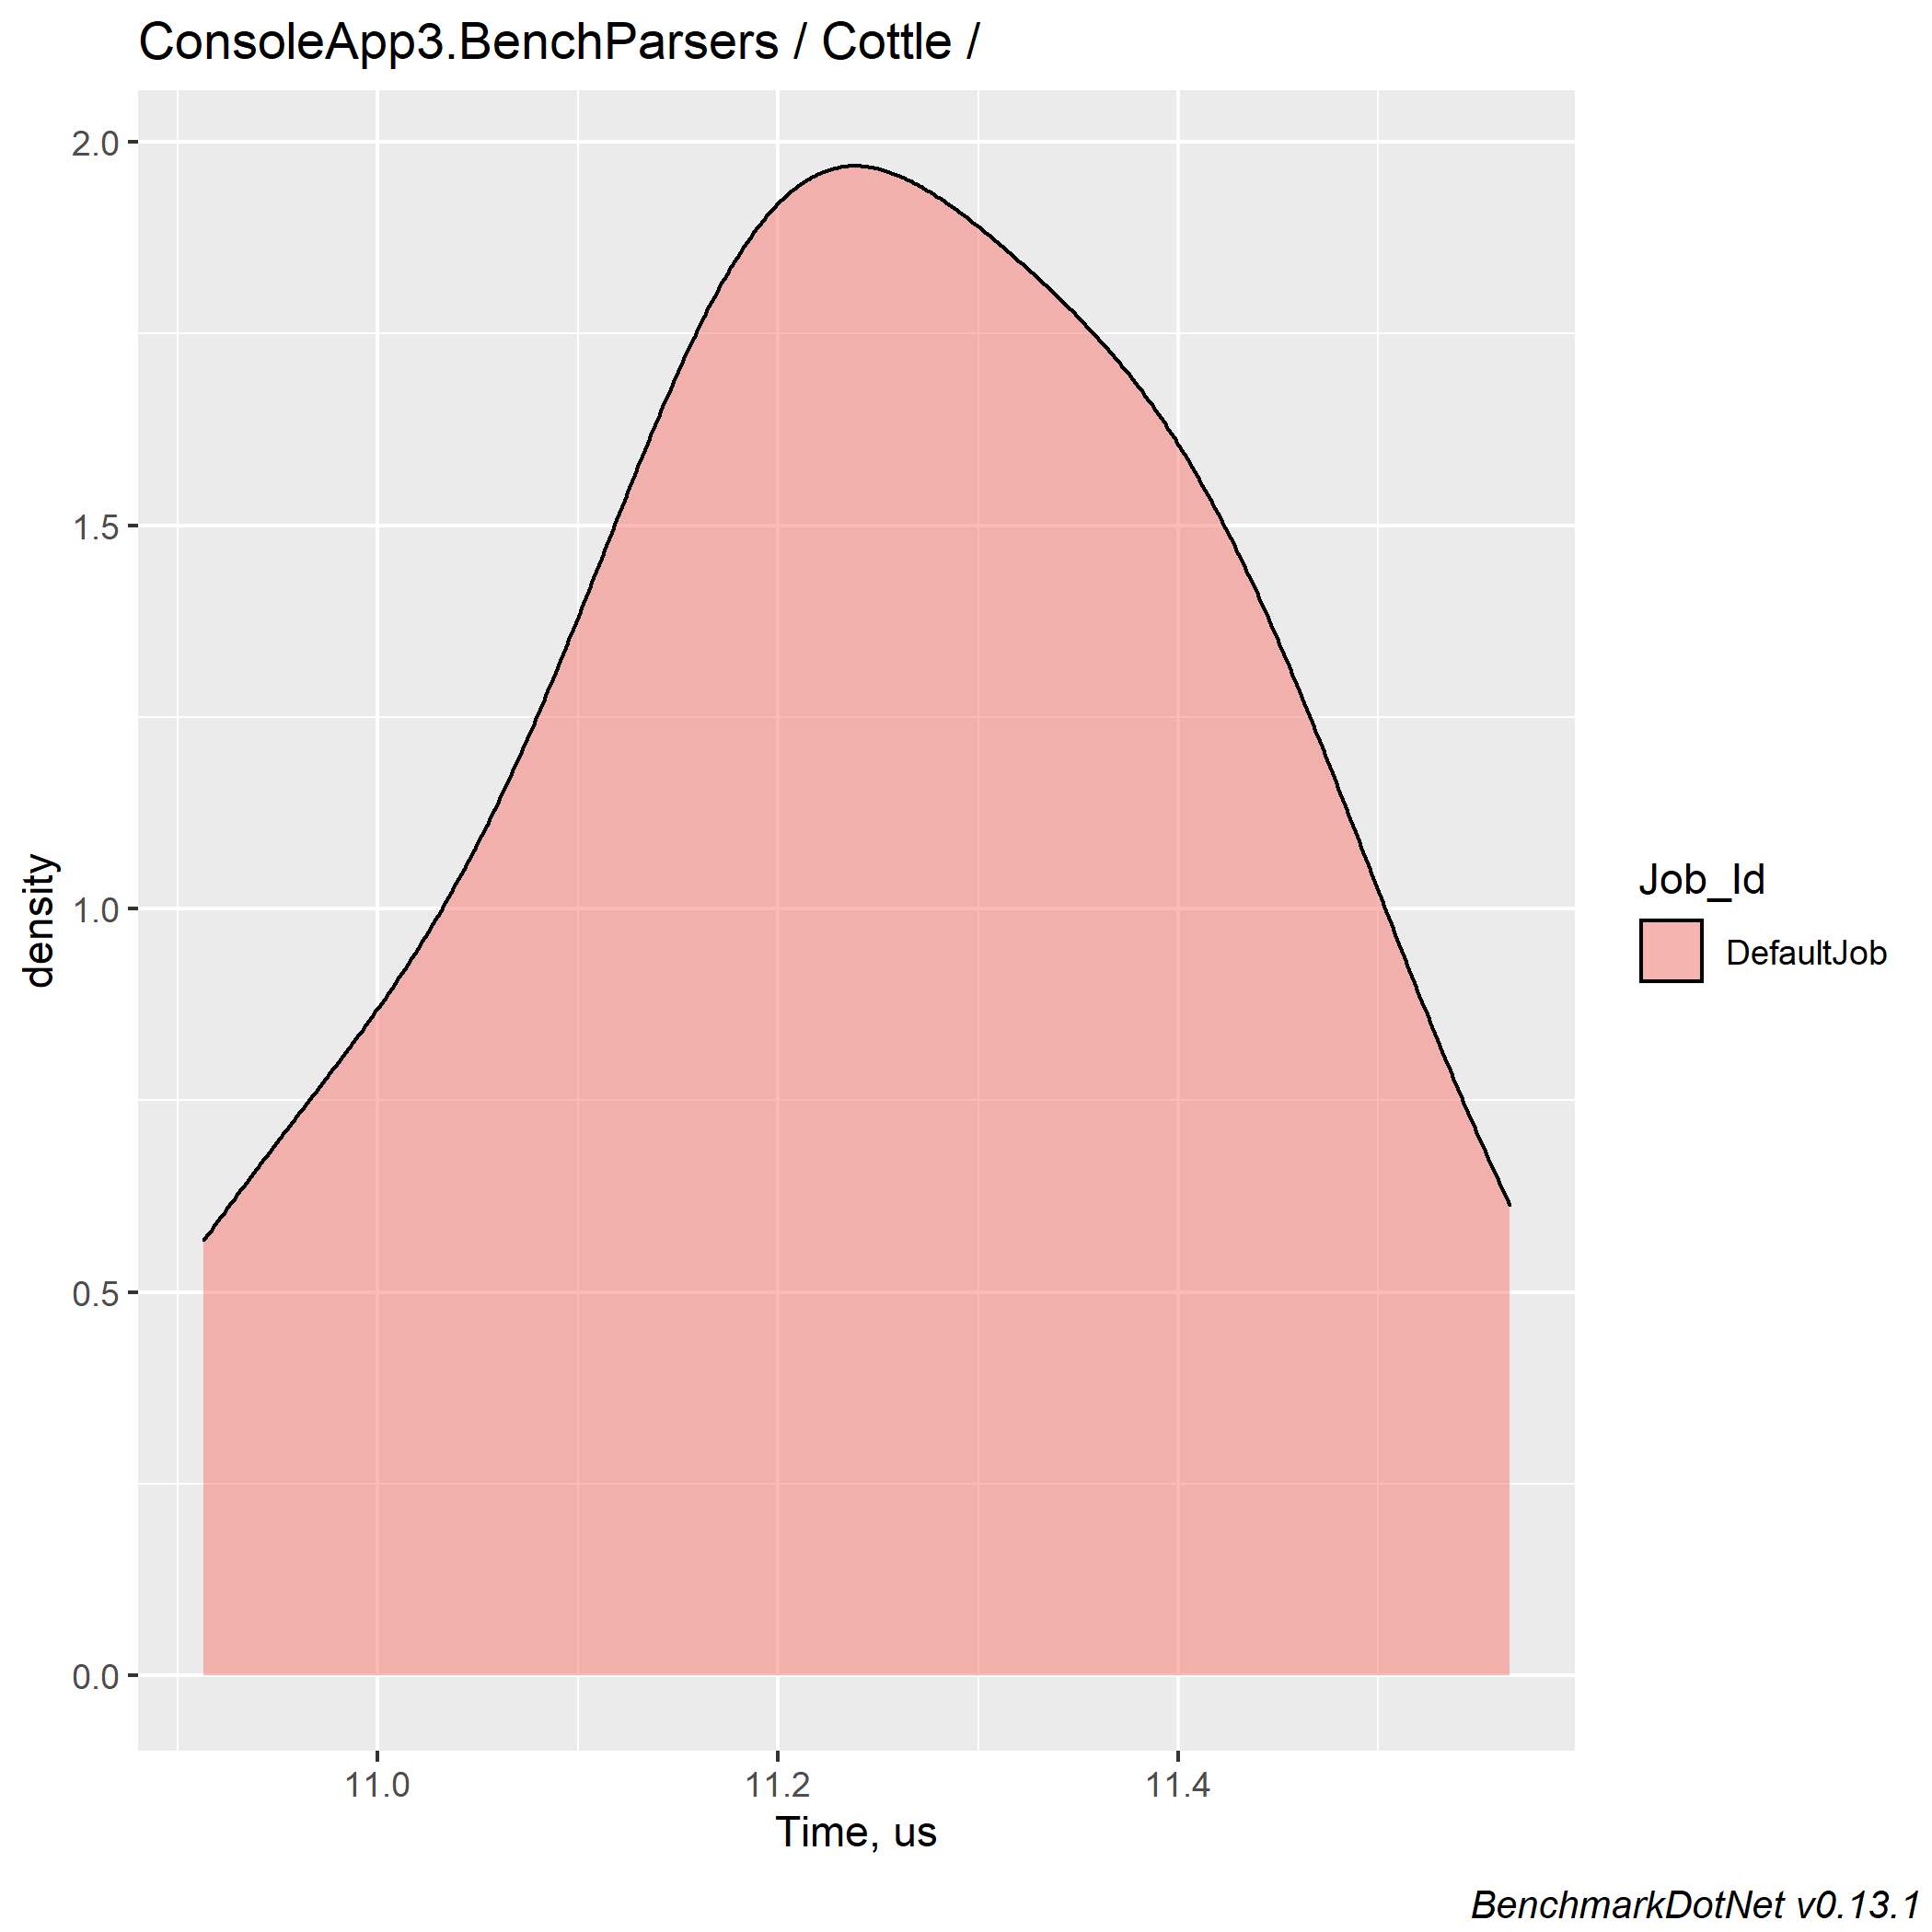 ConsoleApp3.BenchParsers / Cottle /
2.0
1.5
1.0
0.5
0.0
density
11.0 11.2 11.4
Time, us
Job_Id
DefaultJob
BenchmarkDotNet v0.13.1